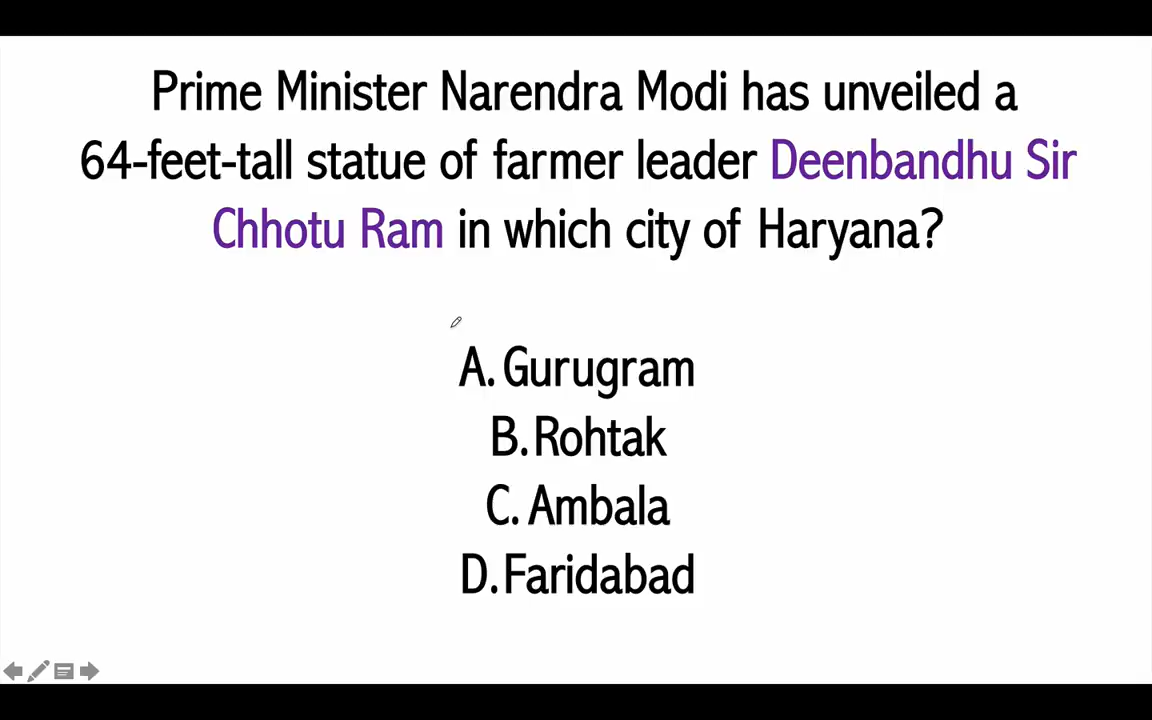 Prime Minister Narendra Modi has unveiled a
64-feet-tall statue of farmer leader Deenbandhu Sir
Chhotu Ram in which city of Haryana?
A. Gurugram
B. Rohtak
C. Ambala
D. Faridabad